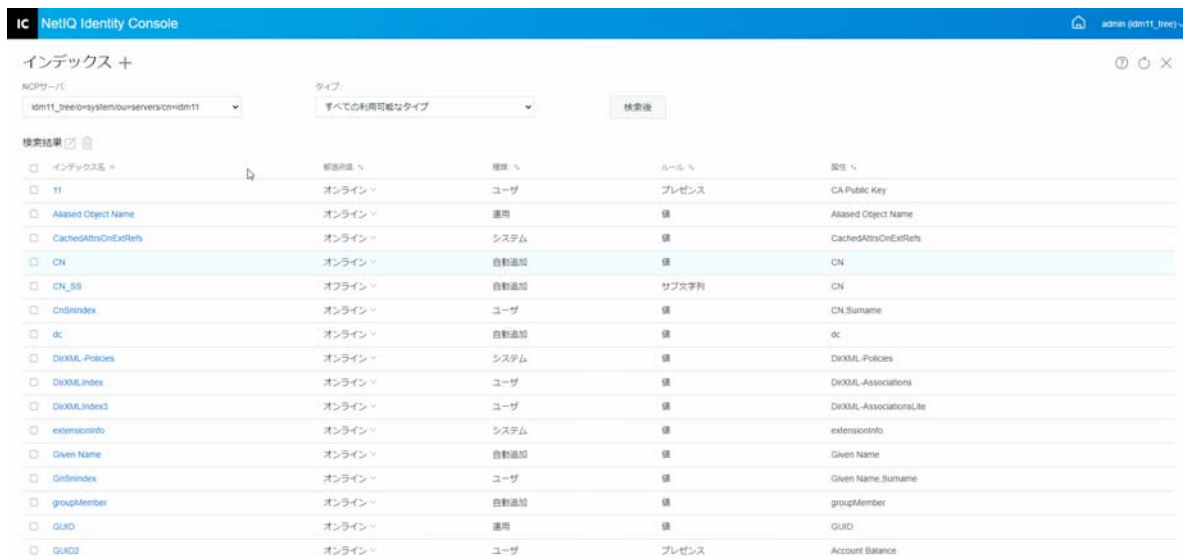 IC NetIQ Identity Console admin (idm11_tree)
インデックス +
NCPサーバ: タイプ:
idm11_tree/o=system/ou=servers/cn=idm11 すべての利用可能なタイプ 検索後
検索結果
インデックス名 都道府県 種類 ルール 属性
11 オンライン ユーザ プレゼンス CA Public Key
Aliased Object Name オンライン 運用 値 Aliased Object Name
CachedAttrsOnExtRefs オンライン システム 値 CachedAttrsOnExtRefs
CN オンライン 自動追加 値 CN
CN_SS オフライン 自動追加 サブ文字列 CN
CnSnIndex オンライン ユーザ 値 CN,Surname
dc オンライン 自動追加 値 dc
DirXML-Policies オンライン システム 値 DirXML-Policies
DirXMLIndex オンライン ユーザ 値 DirXML-Associations
DirXMLIndex3 オンライン ユーザ 値 DirXML-AssociationsLite
extensionInfo オンライン システム 値 extensionInfo
Given Name オンライン 自動追加 値 Given Name
GnSnIndex オンライン ユーザ 値 Given Name,Surname
groupMember オンライン 自動追加 値 groupMember
GUID オンライン 運用 値 GUID
GUID2 オンライン ユーザ プレゼンス Account Balance